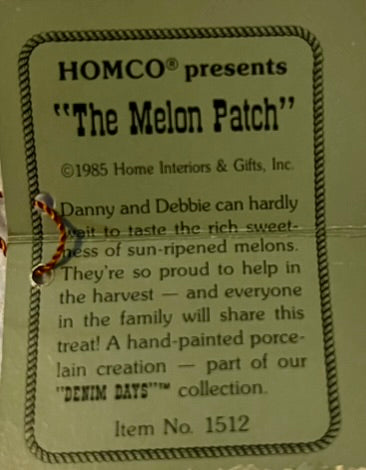 HOMCO® presents
"The Melon Patch"
©1985 Home Interiors & Gifts, Inc.
Danny and Debbie can hardly
wait to taste the rich sweet-
ness of sun-ripened melons.
They're so proud to help in
the harvest — and everyone
in the family will share this
treat! A hand-painted porce-
lain creation — part of our
"DENIM DAYS"™ collection.
Item No. 1512